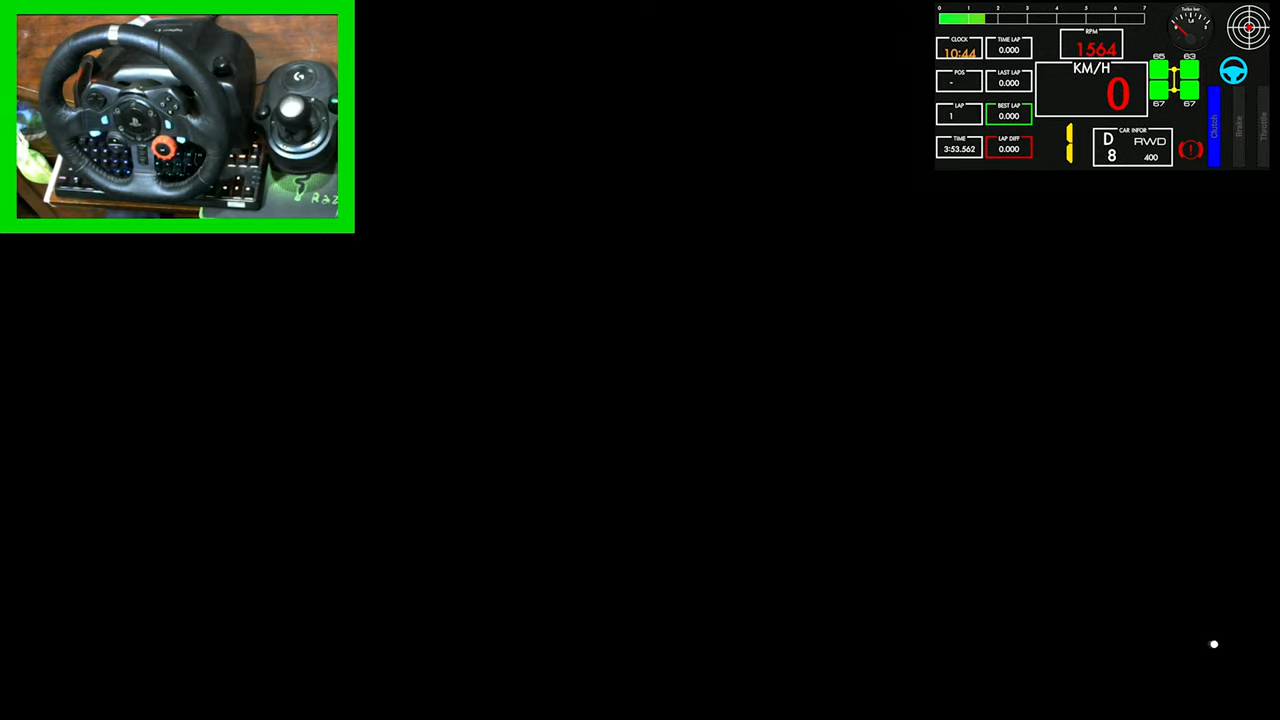 0 1 2 3 4 5 6 7
CLOCK
10:44
TIME LAP
0.000
RPM
1564
Turbo bar
POS
-
LAST LAP
0.000
KM/H
0
65 63
67 67
LAP
1
BEST LAP
0.000
TIME
3:53.562
LAP DIFF
0.000
1
CAR INFOR
D
8
RWD
400
Clutch
Brake
Throttle